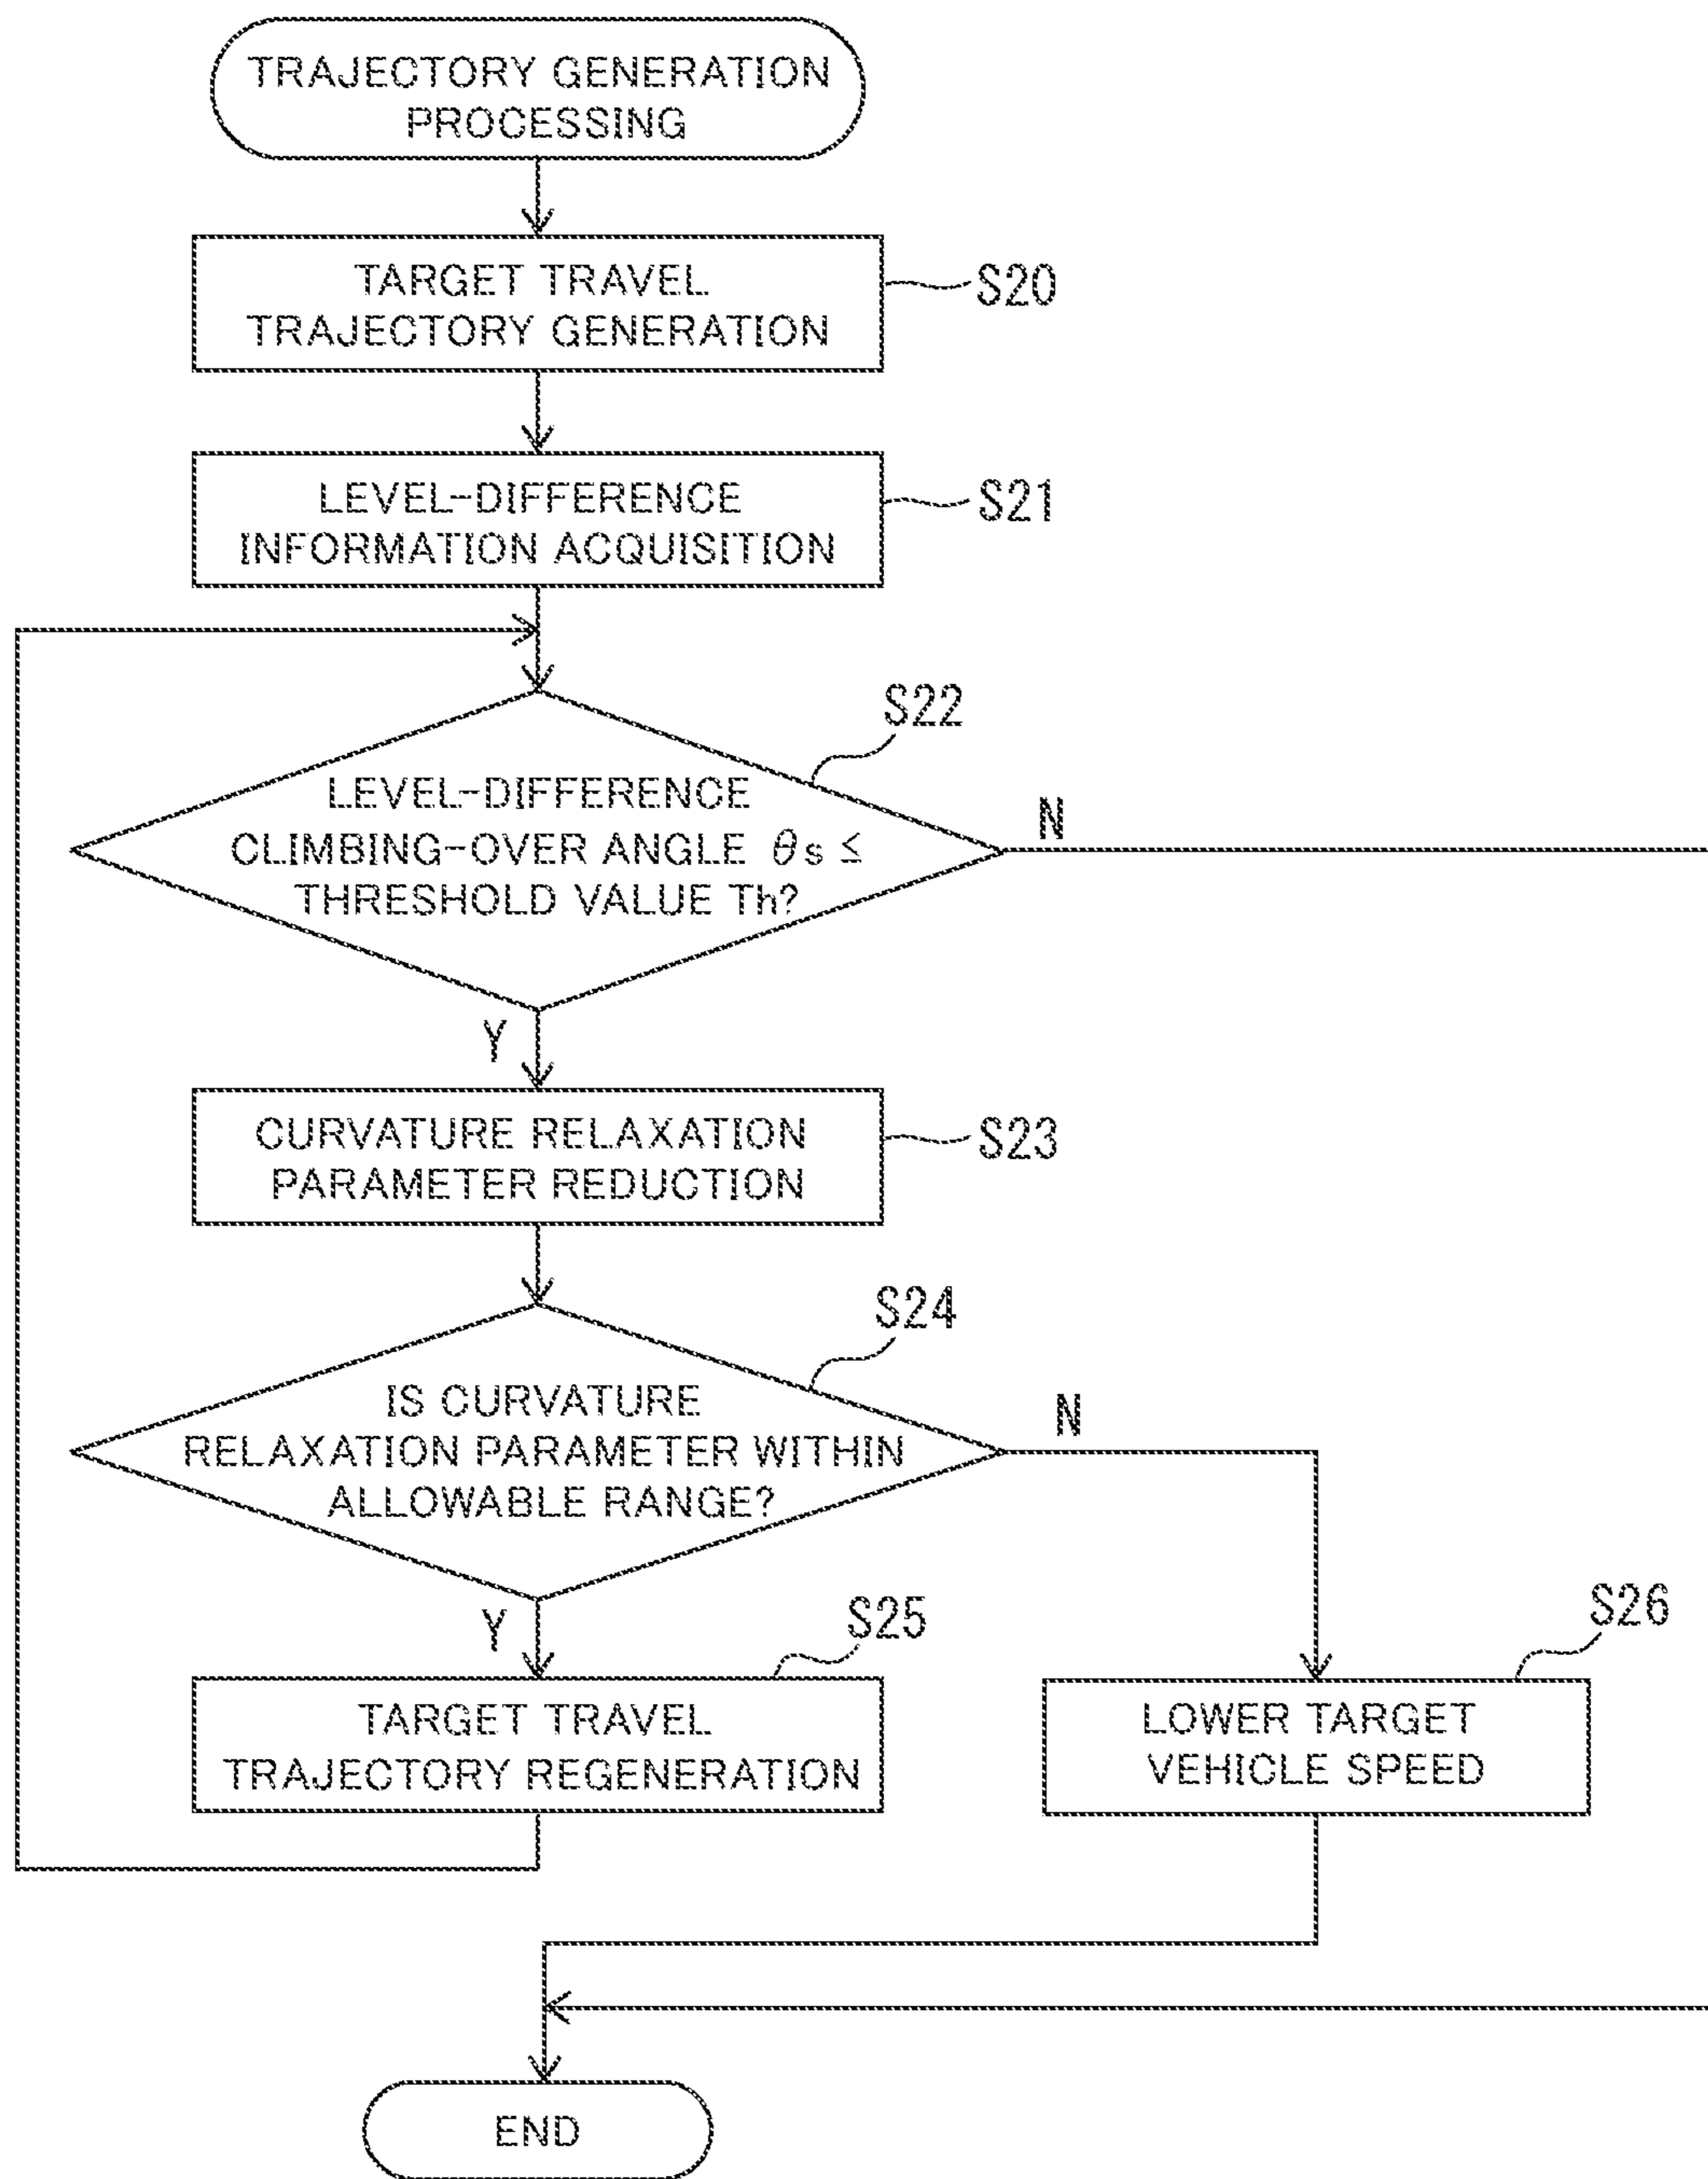 TRAJECTORY GENERATION
PROCESSING
TARGET TRAVEL
TRAJECTORY GENERATION
S20
LEVEL-DIFFERENCE
INFORMATION ACQUISITION
S21
S22
LEVEL-DIFFERENCE
CLIMBING-OVER ANGLE θs ≤
THRESHOLD VALUE Th?
N
Y
CURVATURE RELAXATION
PARAMETER REDUCTION
S23
S24
IS CURVATURE
RELAXATION PARAMETER WITHIN
ALLOWABLE RANGE?
N
Y
S25
TARGET TRAVEL
TRAJECTORY REGENERATION
S26
LOWER TARGET
VEHICLE SPEED
END